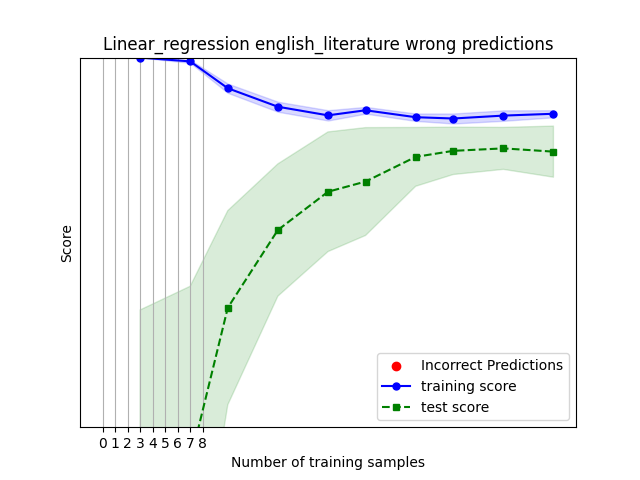 Linear_regression english_literature wrong predictions
Score
Incorrect Predictions
training score
test score
0 1 2 3 4 5 6 7 8
Number of training samples